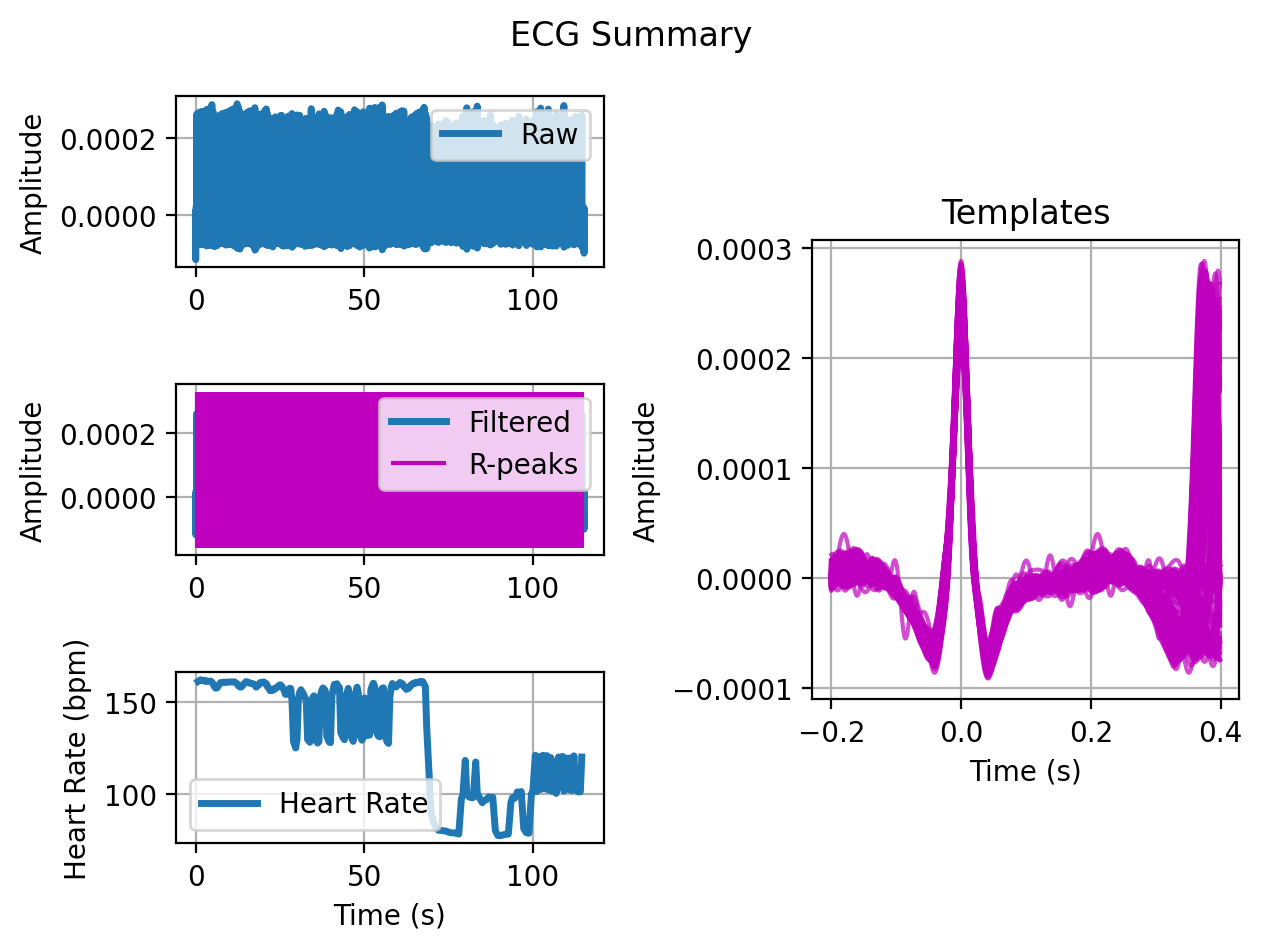 ECG Summary
Amplitude
0.0002
0.0000
Raw
0
50
100
Amplitude
0.0002
0.0000
Filtered
R-peaks
0
50
100
Heart Rate (bpm)
150
100
Heart Rate
0
50
100
Time (s)
Templates
Amplitude
0.0003
0.0002
0.0001
0.0000
−0.0001
−0.2
0.0
0.2
0.4
Time (s)